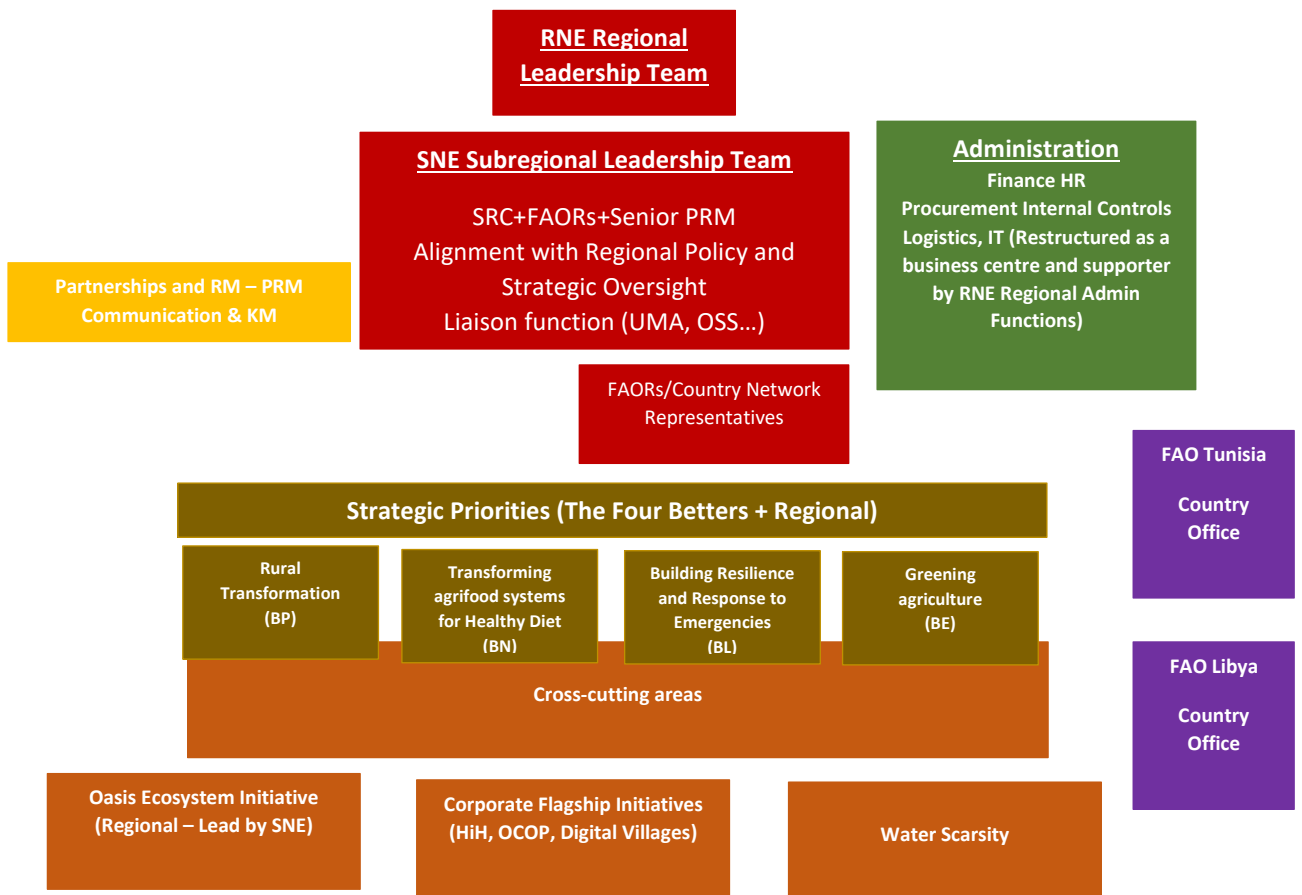 RNE Regional
Leadership Team
SNE Subregional Leadership Team
SRC+FAORs+Senior PRM
Alignment with Regional Policy and
Strategic Oversight
Liaison function (UMA, OSS…)
Administration
Finance HR
Procurement Internal Controls
Logistics, IT (Restructured as a
business centre and supporter
by RNE Regional Admin
Functions)
Partnerships and RM – PRM
Communication & KM
FAORs/Country Network
Representatives
FAO Tunisia
Country
Office
Strategic Priorities (The Four Betters + Regional)
Rural
Transformation
(BP)
Transforming
agrifood systems
for Healthy Diet
(BN)
Building Resilience
and Response to
Emergencies
(BL)
Greening
agriculture
(BE)
Cross-cutting areas
FAO Libya
Country
Office
Oasis Ecosystem Initiative
(Regional – Lead by SNE)
Corporate Flagship Initiatives
(HiH, OCOP, Digital Villages)
Water Scarsity